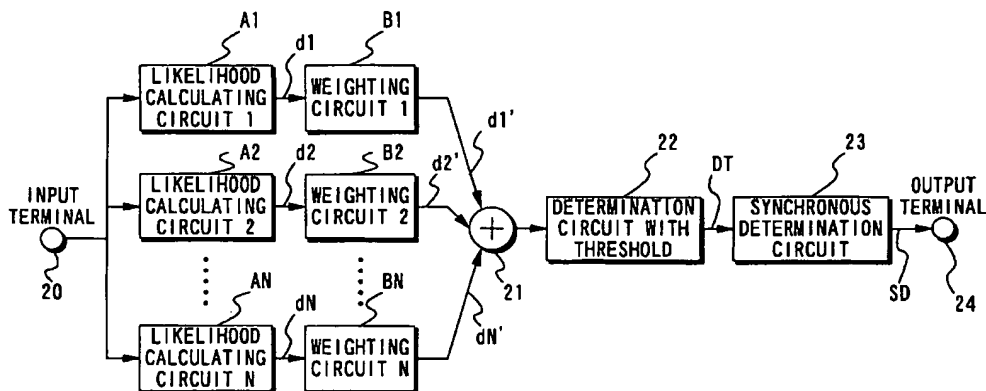 A1
d1
B1
LIKELIHOOD
CALCULATING
CIRCUIT 1
WEIGHTING
CIRCUIT 1
d1'
A2
d2
B2
d2'
22
DT
23
INPUT
TERMINAL
LIKELIHOOD
CALCULATING
CIRCUIT 2
WEIGHTING
CIRCUIT 2
+
DETERMINATION
CIRCUIT WITH
THRESHOLD
SYNCHRONOUS
DETERMINATION
CIRCUIT
OUTPUT
TERMINAL
20
21
SD
24
AN
dN
BN
dN'
LIKELIHOOD
CALCULATING
CIRCUIT N
WEIGHTING
CIRCUIT N